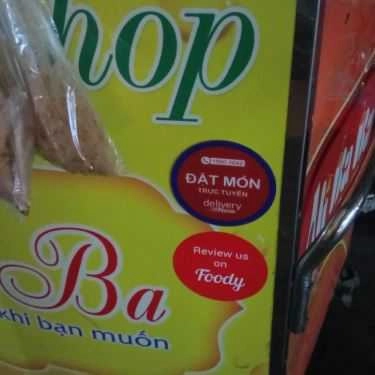 hop
ĐẶT MÓN
TRỰC TUYẾN
delivery
Review us
on
Foody
Ba
khi bạn muốn